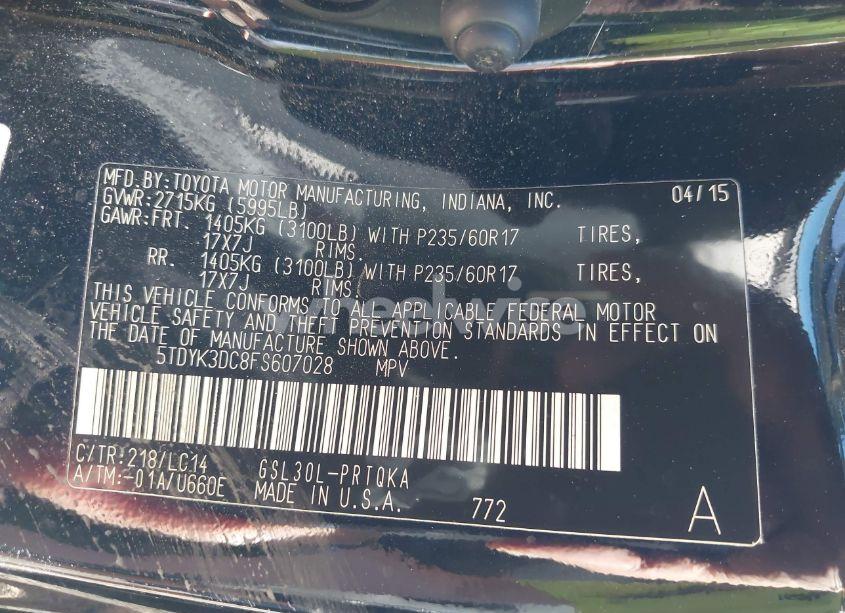 MFD.BY:TOYOTA MOTOR MANUFACTURING, INDIANA, INC. 04/15
GVWR:2715KG (5995LB)
GAWR:FRT. 1405KG (3100LB) WITH P235/60R17 TIRES,
17X7J RIMS,
RR. 1405KG (3100LB) WITH P235/60R17 TIRES,
17X7J RIMS,
THIS VEHICLE CONFORMS TO ALL APPLICABLE FEDERAL MOTOR
VEHICLE SAFETY AND THEFT PREVENTION STANDARDS IN EFFECT ON
THE DATE OF MANUFACTURE SHOWN ABOVE.
5TDYK3DC8FS607028 MPV
C/TR:218/LC14 GSL30L-PRTQKA
A/TM:-01A/U660E MADE IN U.S.A. 772 A
wheelwise